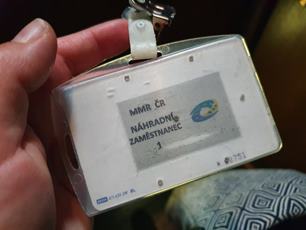 MMR ČR
NÁHRADNÍ
ZAMĚSTNANEC
1